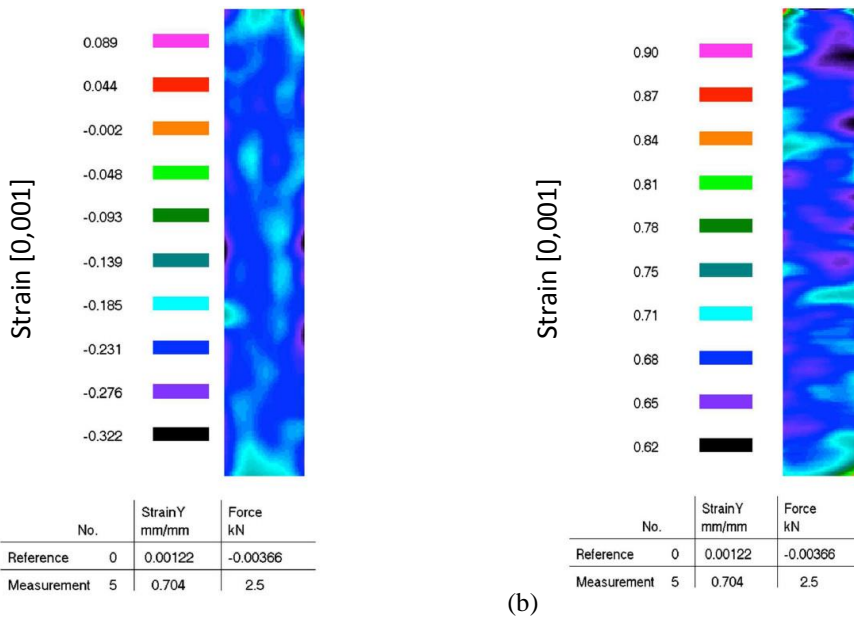 0.089
0.044
-0.002
-0.048
-0.093
-0.139
-0.185
-0.231
-0.276
-0.322
Strain [0,001]
No. StrainY mm/mm Force kN
Reference 0 0.00122 -0.00366
Measurement 5 0.704 2.5
0.90
0.87
0.84
0.81
0.78
0.75
0.71
0.68
0.65
0.62
Strain [0,001]
No. StrainY mm/mm Force kN
Reference 0 0.00122 -0.00366
Measurement 5 0.704 2.5
(b)